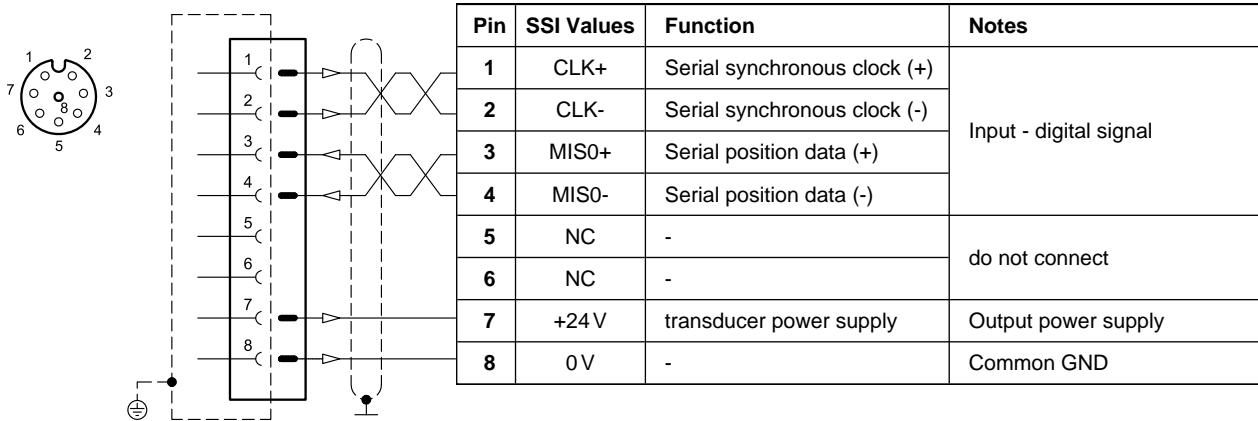 1 2
7 8 3
6 4
5
1
2
3
4
5
6
7
8
Pin SSI Values Function Notes
1 CLK+ Serial synchronous clock (+)
2 CLK- Serial synchronous clock (-)
Input - digital signal
3 MIS0+ Serial position data (+)
4 MIS0- Serial position data (-)
5 NC -
do not connect
6 NC -
7 +24 V transducer power supply Output power supply
8 0 V - Common GND